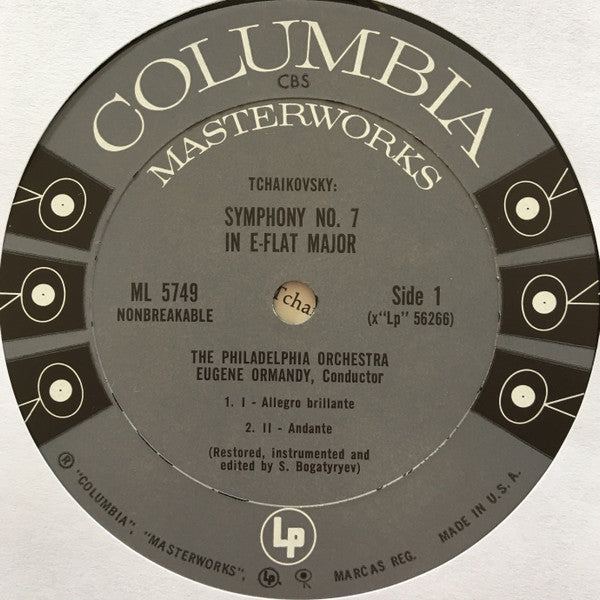 COLUMBIA
CBS
MASTERWORKS
TCHAIKOVSKY:
SYMPHONY NO. 7
IN E-FLAT MAJOR
ML 5749
NONBREAKABLE
Tcha
Side 1
(x"Lp" 56266)
THE PHILADELPHIA ORCHESTRA
EUGENE ORMANDY, Conductor
1. I - Allegro brillante
2. II - Andante
(Restored, instrumented and
edited by S. Bogatyryev)
Lp
® "COLUMBIA", "MASTERWORKS", Lp, MARCAS REG. MADE IN U.S.A.